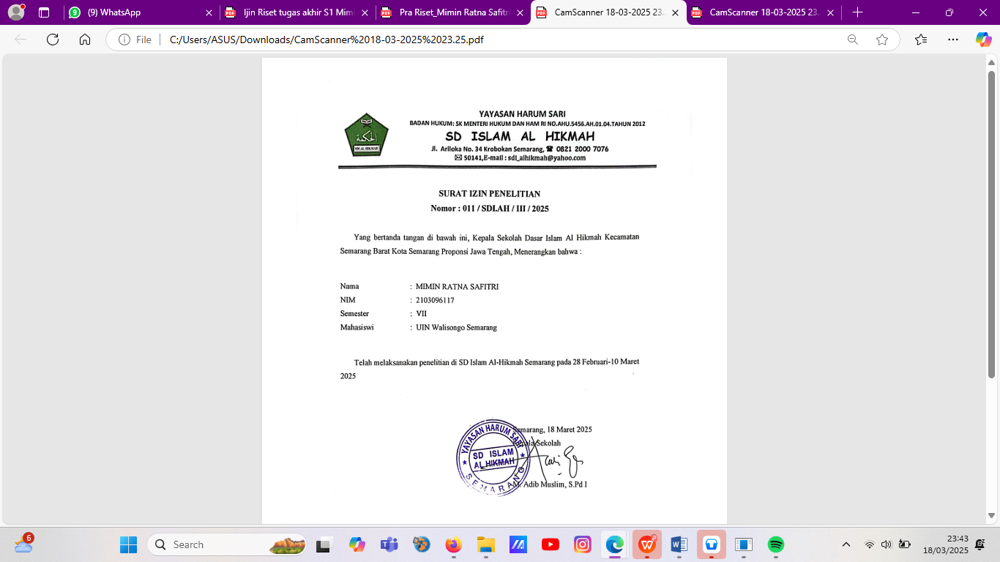 (9) WhatsApp
Ijin Riset tugas akhir S1 Mim
Pra Riset_Mimin Ratna Safitri
CamScanner 18-03-2025 23.
CamScanner 18-03-2025 23.
File
C:/Users/ASUS/Downloads/CamScanner%2018-03-2025%2023.25.pdf
YAYASAN HARUM SARI
BADAN HUKUM: SK MENTERI HUKUM DAN HAM RI NO.AHU.5456.AH.01.04.TAHUN 2012
SD ISLAM AL HIKMAH
Jl. Ariloka No. 34 Krobokan Semarang, ☎ 0821 2000 7076
✉ 50141,E-mail : sdi_alhikmah@yahoo.com
الحكمة
SDI AL HIKMAH
SURAT IZIN PENELITIAN
Nomor : 011 / SDI.AH / III / 2025
Yang bertanda tangan di bawah ini, Kepala Sekolah Dasar Islam Al Hikmah Kecamatan
Semarang Barat Kota Semarang Proponsi Jawa Tengah, Menerangkan bahwa :
Nama : MIMIN RATNA SAFITRI
NIM : 2103096117
Semester : VII
Mahasiswi : UIN Walisongo Semarang
Telah melaksanakan penelitian di SD Islam Al-Hikmah Semarang pada 28 Februari-10 Maret
2025
Semarang, 18 Maret 2025
Kepala Sekolah
YAYASAN HARUM SARI
SD ISLAM
AL HIKMAH
SEMARANG
M. Adib Muslim, S.Pd I
6
Search
23:43
18/03/2025